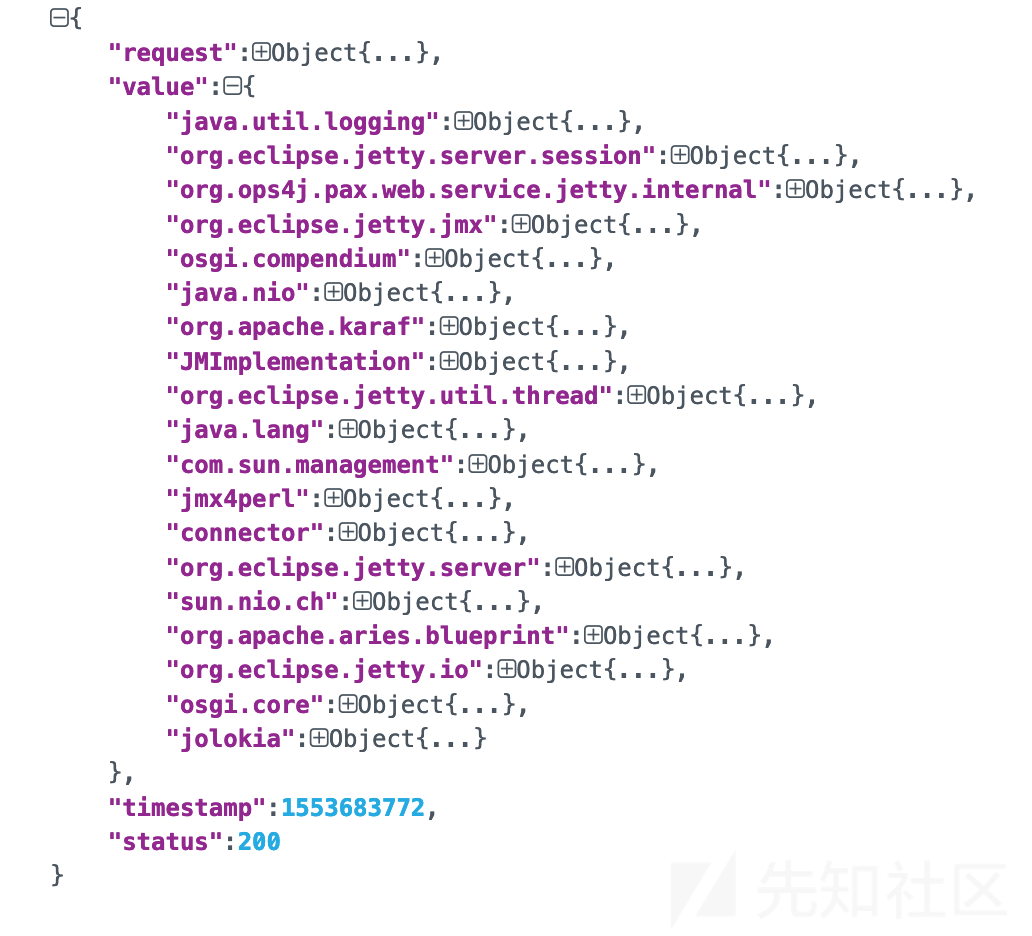 {
"request":Object{...},
"value":{
"java.util.logging":Object{...},
"org.eclipse.jetty.server.session":Object{...},
"org.ops4j.pax.web.service.jetty.internal":Object{...},
"org.eclipse.jetty.jmx":Object{...},
"osgi.compendium":Object{...},
"java.nio":Object{...},
"org.apache.karaf":Object{...},
"JMImplementation":Object{...},
"org.eclipse.jetty.util.thread":Object{...},
"java.lang":Object{...},
"com.sun.management":Object{...},
"jmx4perl":Object{...},
"connector":Object{...},
"org.eclipse.jetty.server":Object{...},
"sun.nio.ch":Object{...},
"org.apache.aries.blueprint":Object{...},
"org.eclipse.jetty.io":Object{...},
"osgi.core":Object{...},
"jolokia":Object{...}
},
"timestamp":1553683772,
"status":200
}
先知社区